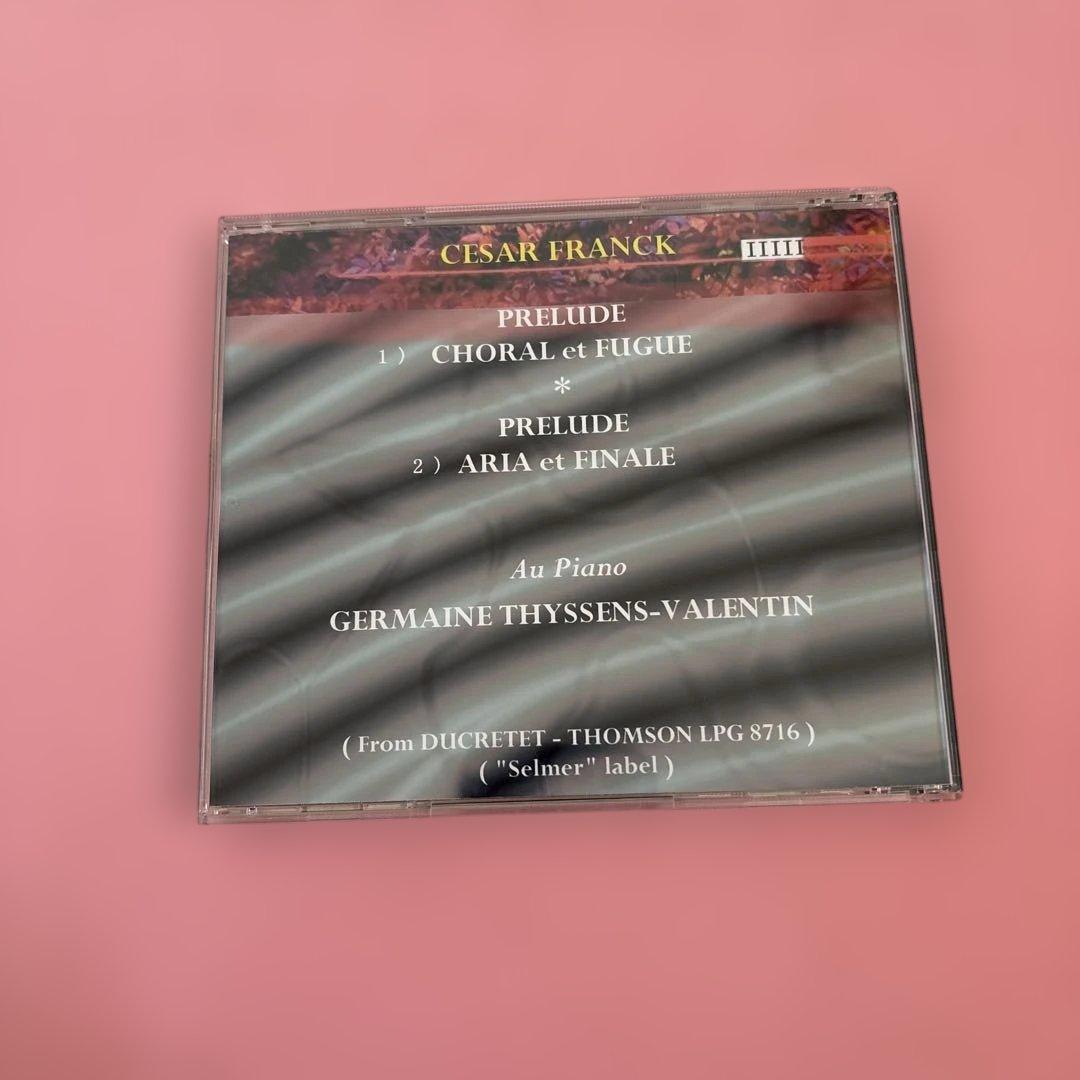 CESAR FRANCK
IIIII
PRELUDE
1 ) CHORAL et FUGUE
*
PRELUDE
2 ) ARIA et FINALE
Au Piano
GERMAINE THYSSENS-VALENTIN
( From DUCRETET - THOMSON LPG 8716 )
( "Selmer" label )